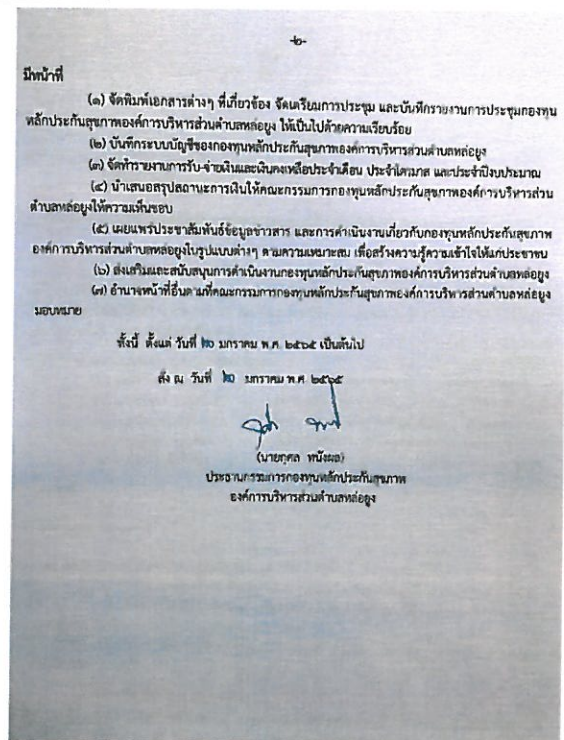 -๒-
มีหน้าที่
(๑) จัดพิมพ์เอกสารต่างๆ ที่เกี่ยวข้อง จัดเตรียมการประชุม และบันทึกรายงานการประชุมกองทุน
หลักประกันสุขภาพองค์การบริหารส่วนตำบลหล่อยูง ให้เป็นไปด้วยความเรียบร้อย
(๒) บันทึกระบบบัญชีของกองทุนหลักประกันสุขภาพองค์การบริหารส่วนตำบลหล่อยูง
(๓) จัดทำรายงานการรับ-จ่ายเงินและเงินคงเหลือประจำเดือน ประจำไตรมาส และประจำปีงบประมาณ
(๔) นำเสนอสรุปสถานะการเงินให้คณะกรรมการกองทุนหลักประกันสุขภาพองค์การบริหารส่วน
ตำบลหล่อยูงให้ความเห็นชอบ
(๕) เผยแพร่ประชาสัมพันธ์ข้อมูลข่าวสาร และการดำเนินงานเกี่ยวกับกองทุนหลักประกันสุขภาพ
องค์การบริหารส่วนตำบลหล่อยูงในรูปแบบต่างๆ ตามความเหมาะสม เพื่อสร้างความรู้ความเข้าใจให้แก่ประชาชน
(๖) ส่งเสริมและสนับสนุนการดำเนินงานกองทุนหลักประกันสุขภาพองค์การบริหารส่วนตำบลหล่อยูง
(๗) อำนาจหน้าที่อื่นตามที่คณะกรรมการกองทุนหลักประกันสุขภาพองค์การบริหารส่วนตำบลหล่อยูง
มอบหมาย
ทั้งนี้ ตั้งแต่ วันที่ ๒๐ มกราคม พ.ศ. ๒๕๖๕ เป็นต้นไป
สั่ง ณ วันที่ ๒๐ มกราคม พ.ศ. ๒๕๖๕
(นายกุศล หนังผล)
ประธานกรรมการกองทุนหลักประกันสุขภาพ
องค์การบริหารส่วนตำบลหล่อยูง